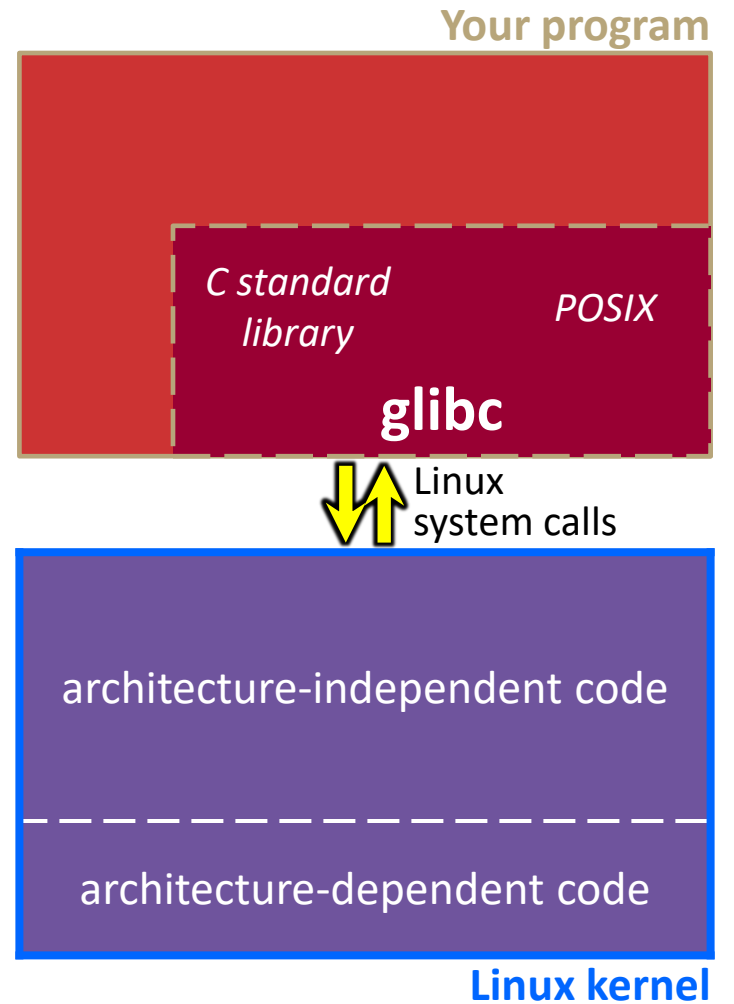 Your program
C standard
library
POSIX
glibc
Linux
system calls
architecture-independent code
architecture-dependent code
Linux kernel